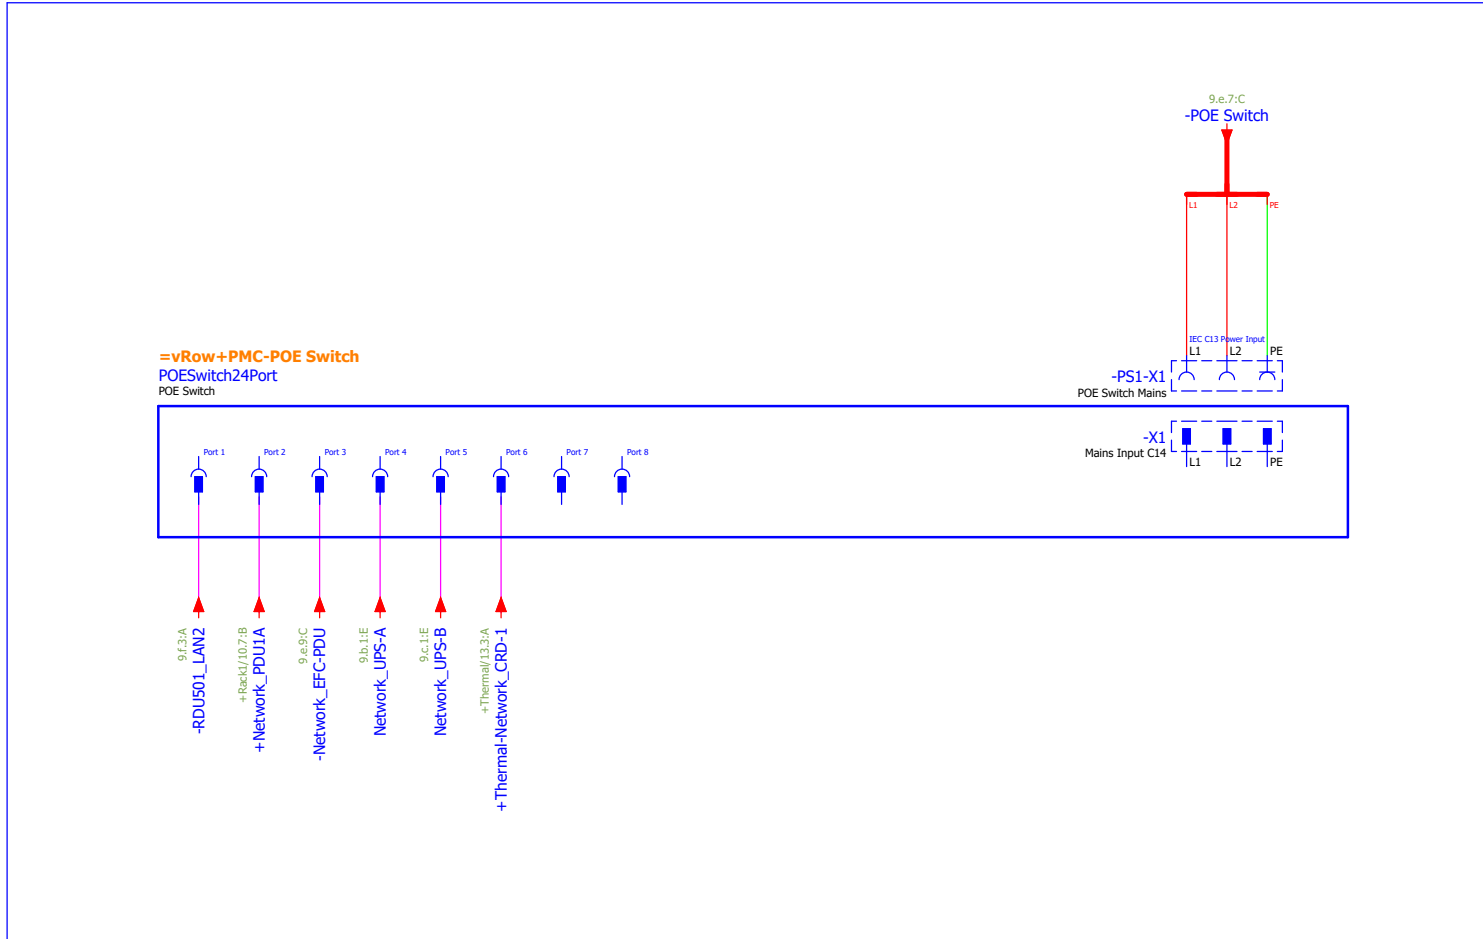 9.e.7:C
-POE Switch
L1
L2
PE
IEC C13 Power Input
L1
L2
PE
-PS1-X1
POE Switch Mains
=vRow+PMC-POE Switch
POESwitch24Port
POE Switch
-X1
Mains Input C14
L1
L2
PE
Port 1
Port 2
Port 3
Port 4
Port 5
Port 6
Port 7
Port 8
9.f.3:A
-RDU501_LAN2
+Rack1/10.7:B
+Network_PDU1A
9.e.9:C
-Network_EFC-PDU
9.b.1:E
Network_UPS-A
9.c.1:E
Network_UPS-B
+Thermal/13.3:A
+Thermal-Network_CRD-1